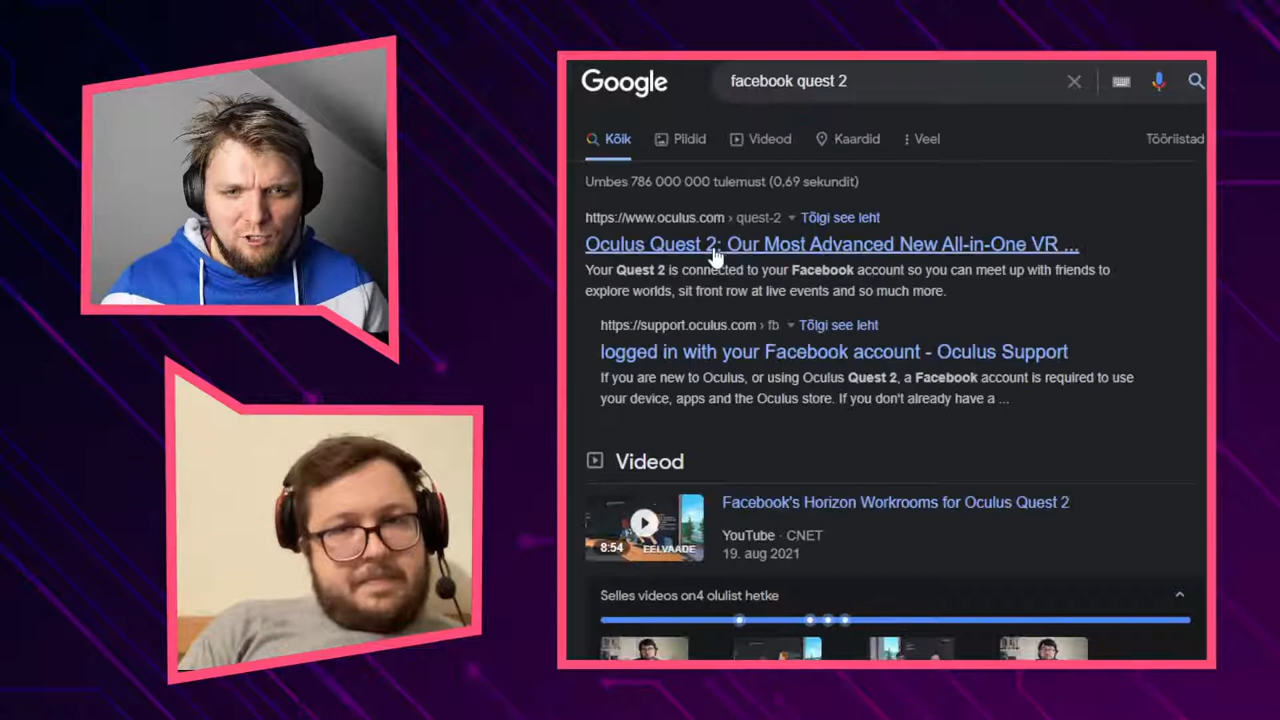 Google
facebook quest 2
Kõik Pildid Videod Kaardid Veel Tööriistad
Umbes 786 000 000 tulemust (0,69 sekundit)
https://www.oculus.com › quest-2 Tõlgi see leht
Oculus Quest 2: Our Most Advanced New All-in-One VR ...
Your Quest 2 is connected to your Facebook account so you can meet up with friends to
explore worlds, sit front row at live events and so much more.
https://support.oculus.com › fb Tõlgi see leht
logged in with your Facebook account - Oculus Support
If you are new to Oculus, or using Oculus Quest 2, a Facebook account is required to use
your device, apps and the Oculus store. If you don't already have a ...
Videod
Facebook's Horizon Workrooms for Oculus Quest 2
YouTube · CNET
19. aug 2021
8:54 EELVAADE
Selles videos on4 olulist hetke